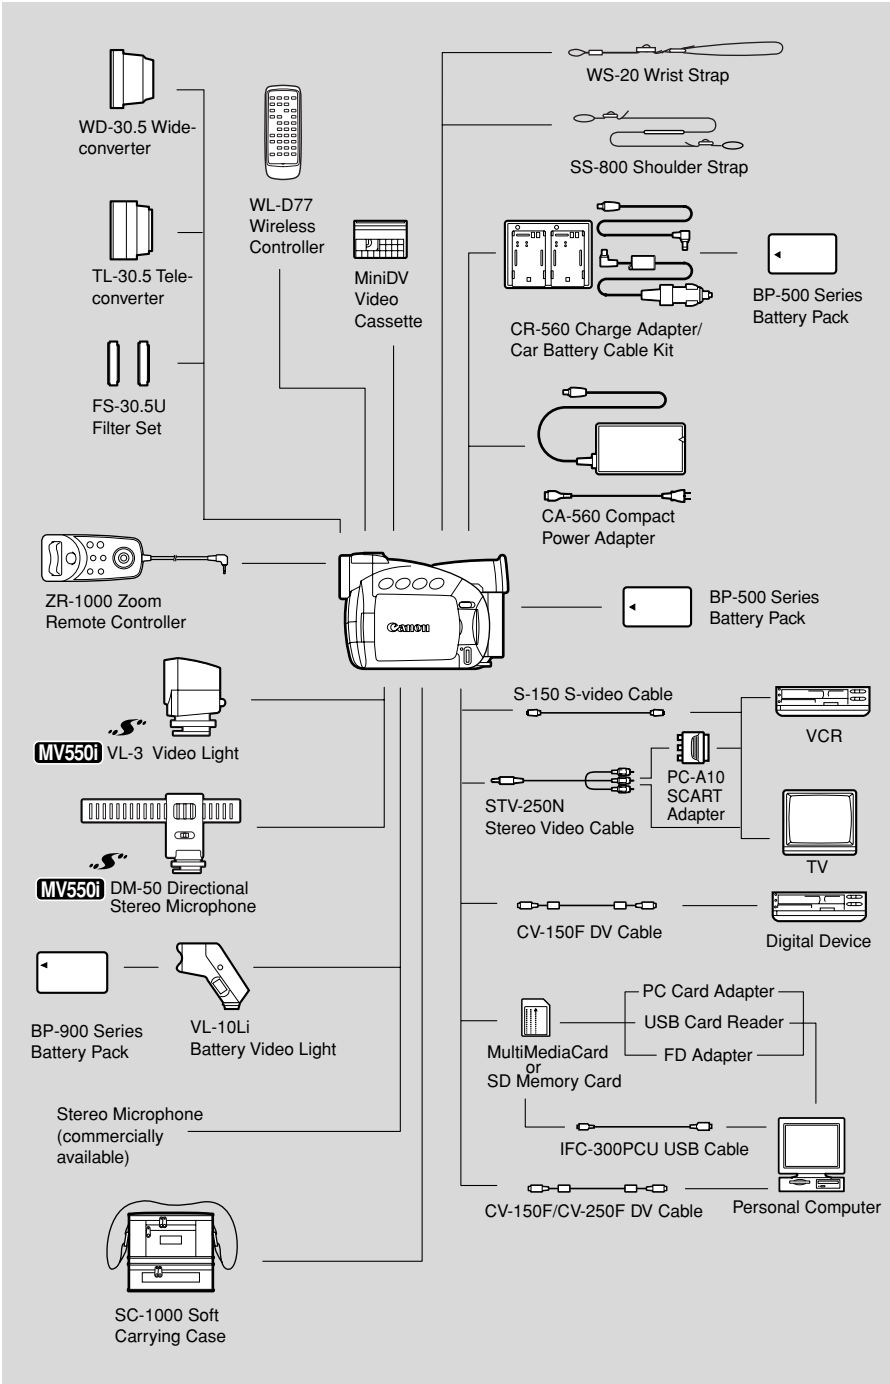 WS-20 Wrist Strap
WD-30.5 Wide-
converter
SS-800 Shoulder Strap
WL-D77
Wireless
Controller
TL-30.5 Tele-
converter
MiniDV
Video
Cassette
BP-500 Series
Battery Pack
CR-560 Charge Adapter/
Car Battery Cable Kit
FS-30.5U
Filter Set
CA-560 Compact
Power Adapter
ZR-1000 Zoom
Remote Controller
Canon
BP-500 Series
Battery Pack
S-150 S-video Cable
VCR
MV550i VL-3 Video Light
PC-A10
SCART
Adapter
STV-250N
Stereo Video Cable
TV
MV550i DM-50 Directional
Stereo Microphone
CV-150F DV Cable
Digital Device
BP-900 Series
Battery Pack
VL-10Li
Battery Video Light
PC Card Adapter
USB Card Reader
FD Adapter
MultiMediaCard
or
SD Memory Card
Stereo Microphone
(commercially
available)
IFC-300PCU USB Cable
CV-150F/CV-250F DV Cable
Personal Computer
SC-1000 Soft
Carrying Case